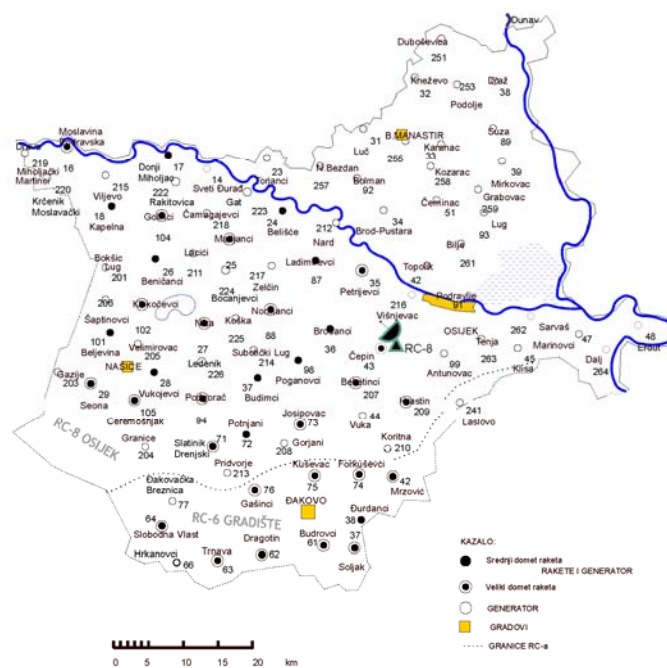 Dunav
Duboševica
251
Kneževo
32
253
Draž
38
Podolje
Moslavina
Podravska
16
Drava
219
Miholjački
Martinci
220
Krčenik
Moslavački
Donji
Miholjac
17
14
Sveti Đurađ
23
Torjanci
31
Luč
B.MANASTIR
256
Karanac
33
Suza
89
N.Bezdan
257
Bolman
92
Kozarac
258
39
Mirkovac
215
Viljevo
18
Kapelna
222
Rakitovica
Golinci
104
Gat
Čamagajevci
218
223
24
Belišće
212
34
Brod-Pustara
Čeminac
51
Grabovac
259
Lug
93
Bokšić
Lug
201
26
Beničanci
Lacići
211
Miljanci
25
224
Bocanjevci
217
Zelčin
Nard
Ladimirevci
87
35
Petrijevci
Bilje
261
Topolik
42
206
Šaptinovci
Kokočevci
102
Niza
Koška
Normanci
88
216
Višnjevac
Podravlje
91
OSIJEK
101
Beljevina
Velimirovac
205
27
225
Subotički Lug
214
Brođanci
36
RC-8
Tenja
263
262
Sarvaš
Marinovci
47
48
Erdut
NAŠICE
28
Vukojevci
Ledenik
226
37
Budimci
98
Poganovci
Čepin
43
99
Antunovac
45
Klisa
Dalj
264
Gazije
203
29
Seona
105
Ceremošnjak
Podgorač
94
Beketinci
207
209
241
Laslovo
Granice
204
Slatinik
Drenjski
71
Potnjani
72
Josipovac
73
208
Gorjani
44
Vuka
Koritna
210
RC-8 OSIJEK
Pridvorje
213
Đakovačka
Breznica
77
76
Gašinci
Kuševac
75
Forkuševci
74
42
Mrzović
RC-6 GRADIŠTE
ĐAKOVO
Đurđanci
38
64
Slobodna Vlast
Hrkanovci
66
Trnava
63
Dragotin
62
Budrovci
61
37
Soljak
KAZALO:
Srednji domet raketa
RAKETE I GENERATOR
Veliki domet raketa
GENERATOR
GRADOVI
GRANICE RC-a
0 5 10 15 20
km